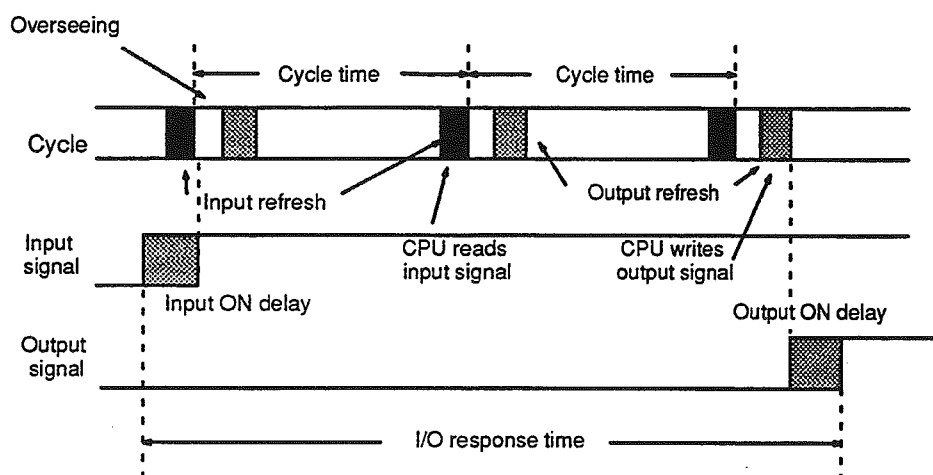 Overseeing
Cycle time
Cycle time
Cycle
Input refresh
Output refresh
Input
signal
CPU reads
input signal
CPU writes
output signal
Input ON delay
Output ON delay
Output
signal
I/O response time